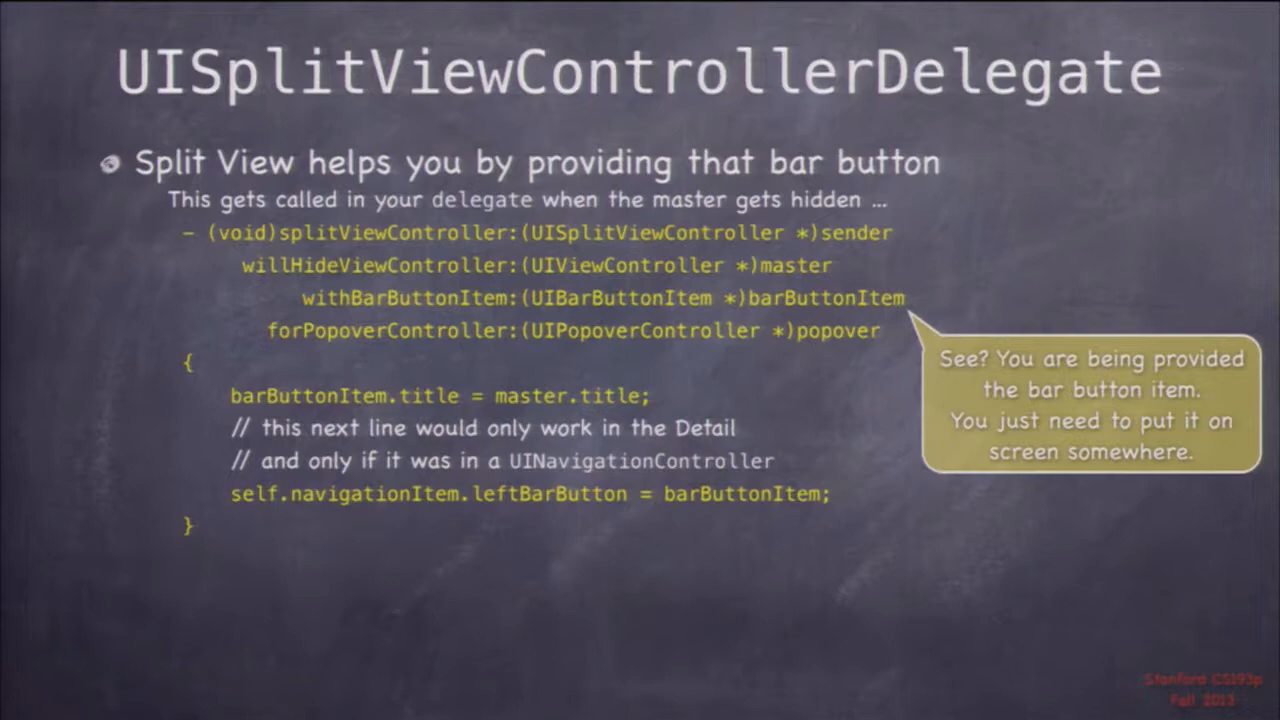 UISplitViewControllerDelegate
Split View helps you by providing that bar button
This gets called in your delegate when the master gets hidden ...
- (void)splitViewController:(UISplitViewController *)sender
willHideViewController:(UIViewController *)master
withBarButtonItem:(UIBarButtonItem *)barButtonItem
forPopoverController:(UIPopoverController *)popover
{
barButtonItem.title = master.title;
// this next line would only work in the Detail
// and only if it was in a UINavigationController
self.navigationItem.leftBarButton = barButtonItem;
}
See? You are being provided
the bar button item.
You just need to put it on
screen somewhere.
Stanford CS193p
Fall 2013